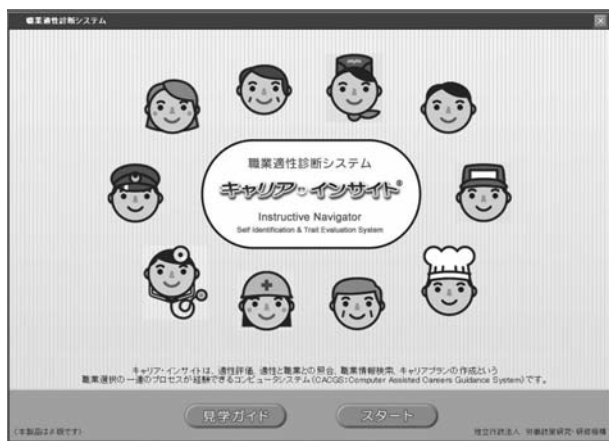 職業適性診断システム
職業適性診断システム
キャリア・インサイト®
Instructive Navigator
Self Identification & Trait Evaluation System
キャリア・インサイトは、適性評価、適性と職業との照合、職業情報検索、キャリアプランの作成という
職業選択の一連のプロセスが経験できるコンピュータシステム(CACGS:Computer Assisted Careers Guidance System)です。
見学ガイド
スタート
独立行政法人 労働政策研究・研修機構